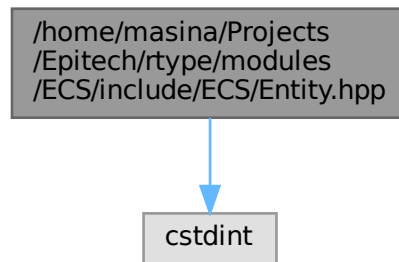 /home/masina/Projects
/Epitech/rtype/modules
/ECS/include/ECS/Entity.hpp
cstdint